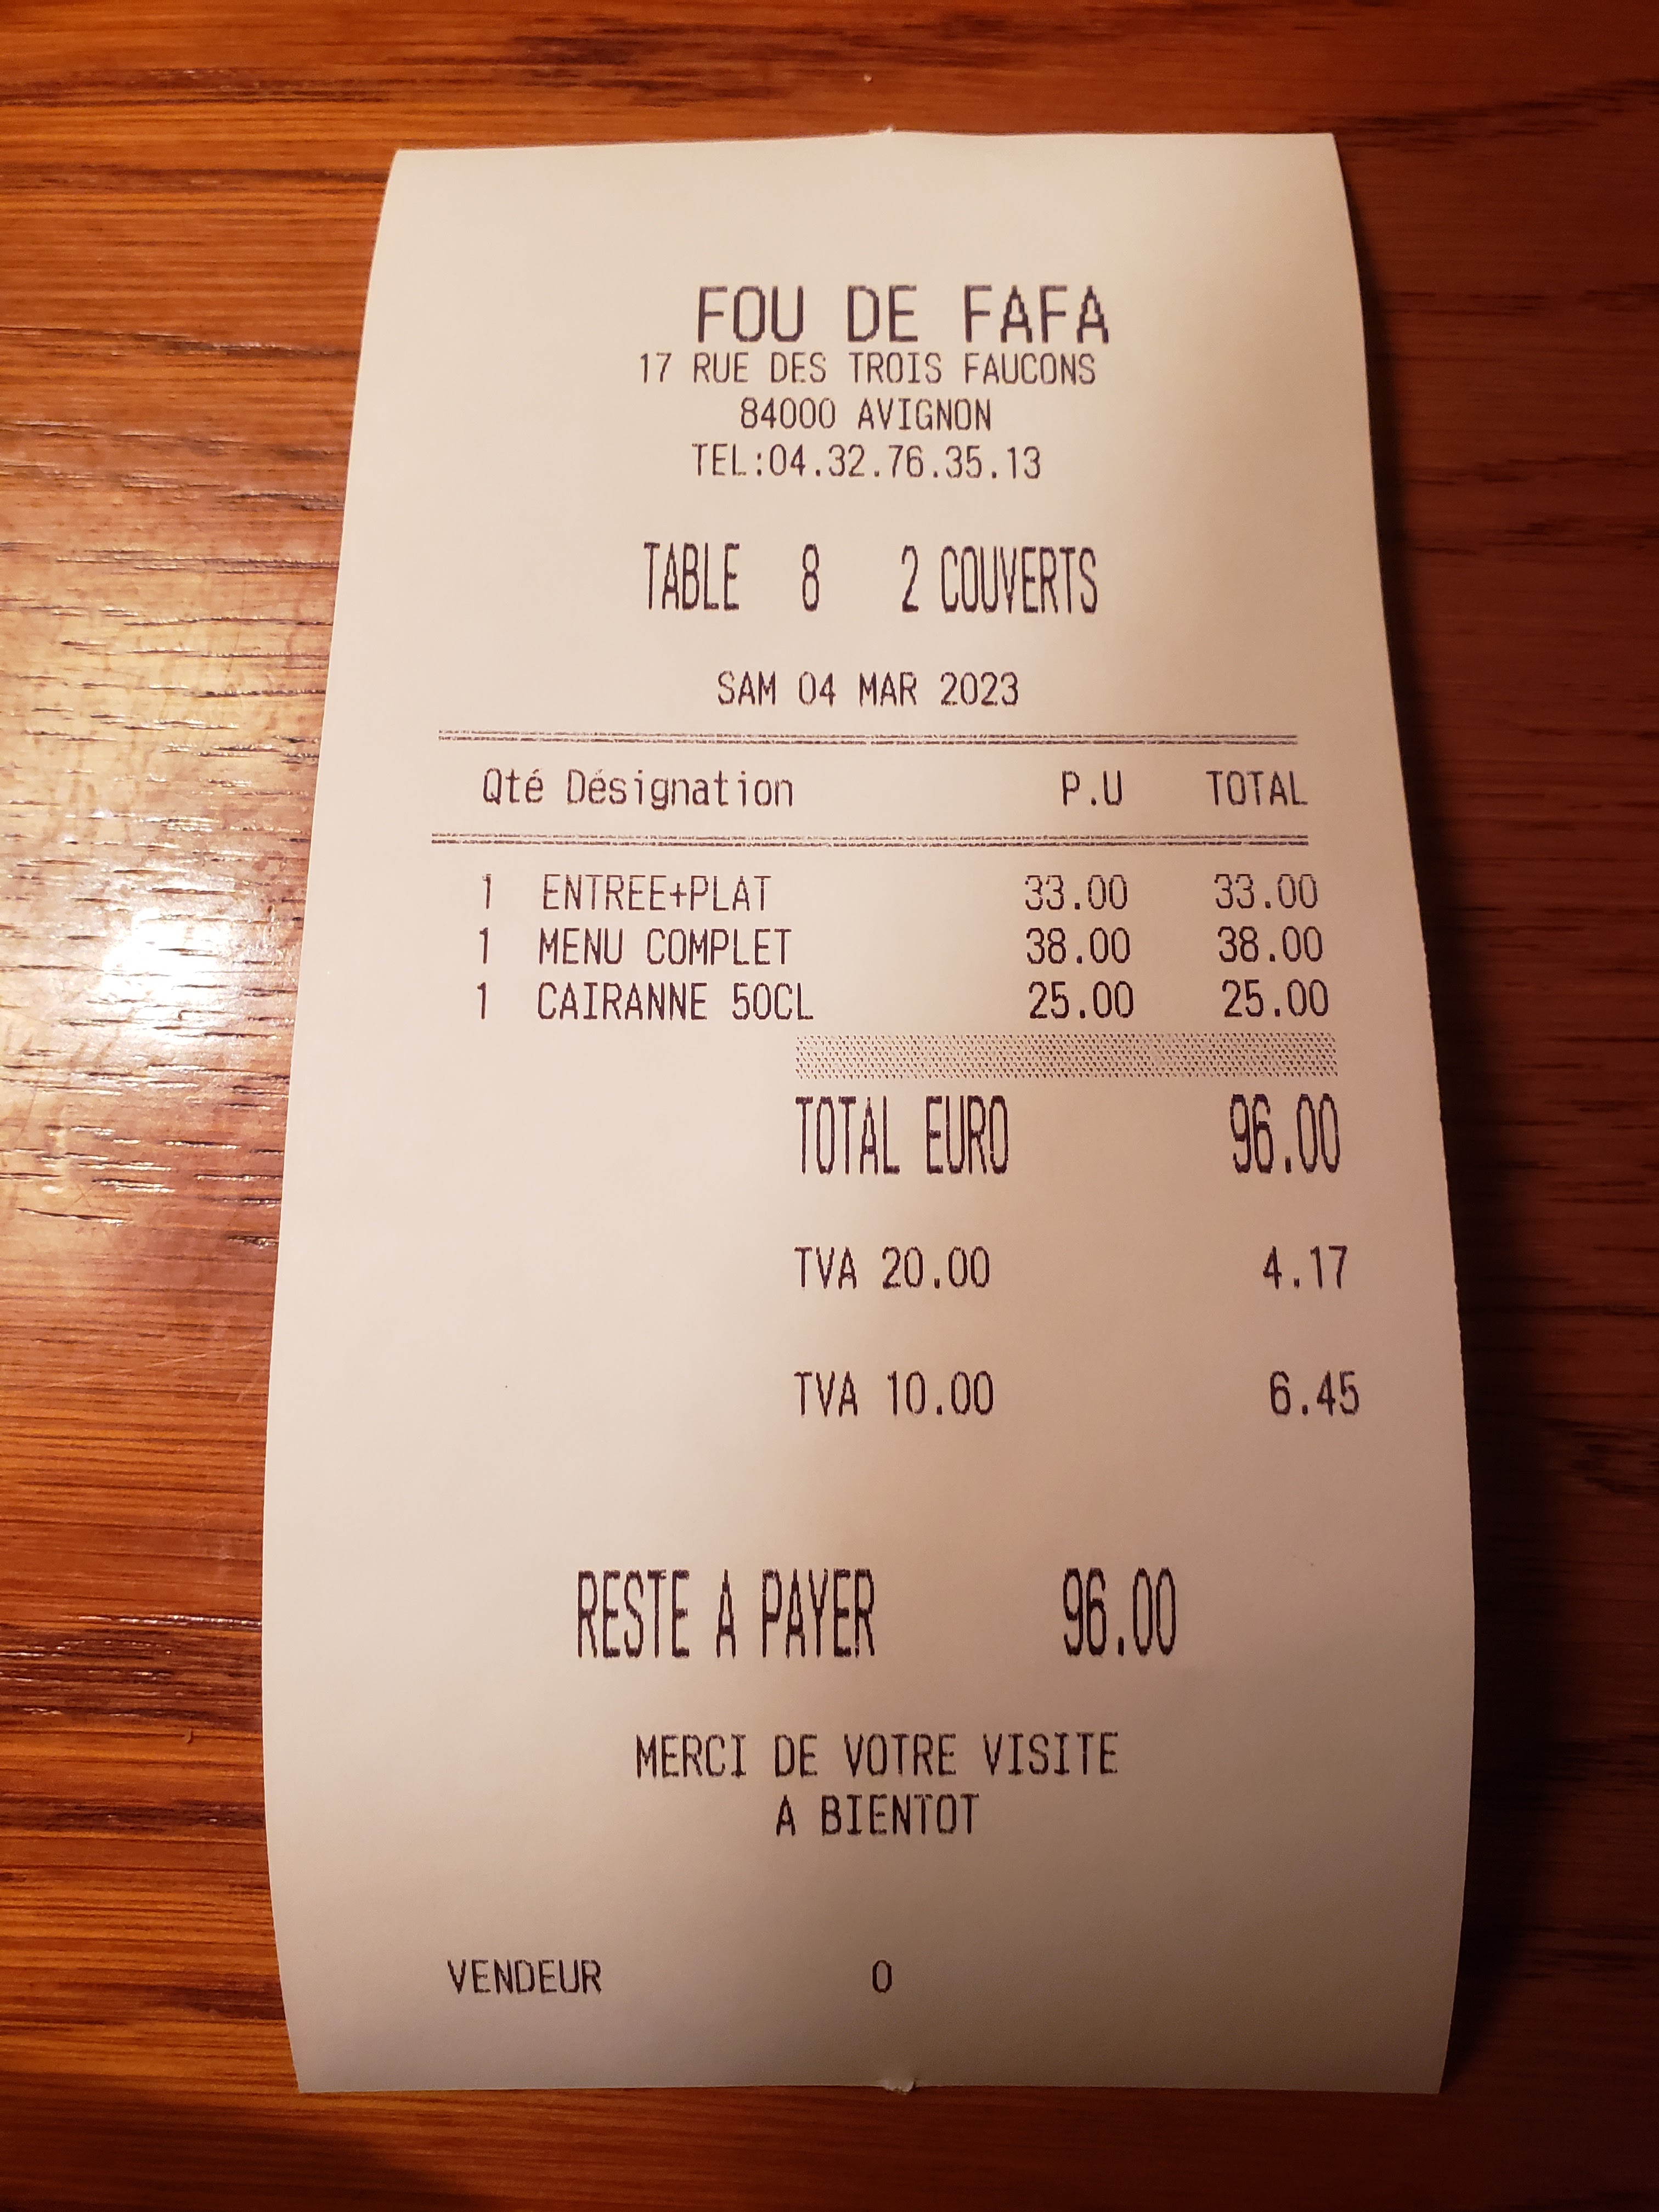 FOU DE FAFA
17 RUE DES TROIS FAUCONS
84000 AVIGNON
TEL:04.32.76.35.13
TABLE 8 2 COUVERTS
SAM 04 MAR 2023
Qté Désignation P.U TOTAL
1 ENTREE+PLAT 33.00 33.00
1 MENU COMPLET 38.00 38.00
1 CAIRANNE 50CL 25.00 25.00
TOTAL EURO 96.00
TVA 20.00 4.17
TVA 10.00 6.45
RESTE A PAYER 96.00
MERCI DE VOTRE VISITE
A BIENTOT
VENDEUR 0